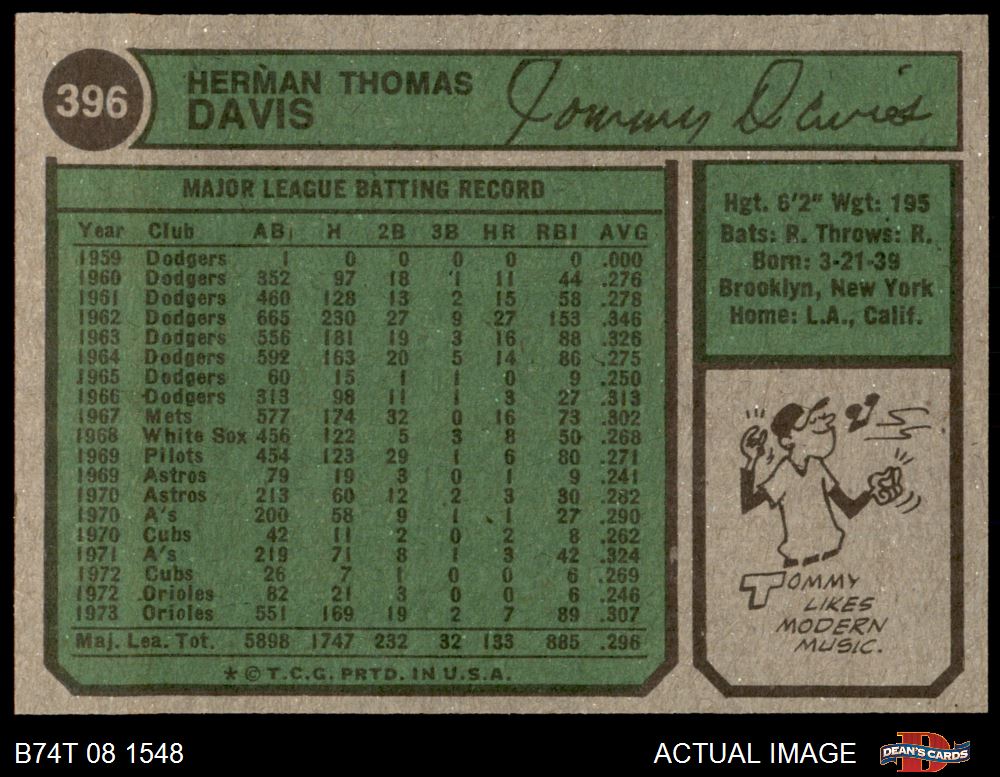 396
HERMAN THOMAS
DAVIS
Tommy Davis
MAJOR LEAGUE BATTING RECORD
Year Club AB H 2B 3B HR RBI AVG
1959 Dodgers 1 0 0 0 0 0 .000
1960 Dodgers 352 97 18 1 11 44 .276
1961 Dodgers 460 128 13 2 15 58 .278
1962 Dodgers 665 230 27 9 27 153 .346
1963 Dodgers 556 181 19 3 16 88 .326
1964 Dodgers 592 163 20 5 14 86 .275
1965 Dodgers 60 15 1 1 0 9 .250
1966 Dodgers 313 98 11 1 3 27 .313
1967 Mets 577 174 32 0 16 73 .302
1968 White Sox 456 122 5 3 8 50 .268
1969 Pilots 454 123 29 1 6 80 .271
1969 Astros 79 19 3 0 1 9 .241
1970 Astros 213 60 12 2 3 30 .282
1970 A's 200 58 9 1 1 27 .290
1970 Cubs 42 11 2 0 2 8 .262
1971 A's 219 71 8 1 3 42 .324
1972 Cubs 26 7 1 0 0 6 .269
1972 Orioles 82 21 3 0 0 6 .246
1973 Orioles 551 169 19 2 7 89 .307
Maj. Lea. Tot. 5898 1747 232 32 133 885 .296
* © T.C.G. PRTD. IN U.S.A.
Hgt. 6'2" Wgt: 195
Bats: R. Throws: R.
Born: 3-21-39
Brooklyn, New York
Home: L.A., Calif.
TOMMY
LIKES
MODERN
MUSIC.
B74T 08 1548
ACTUAL IMAGE
DEAN'S CARDS